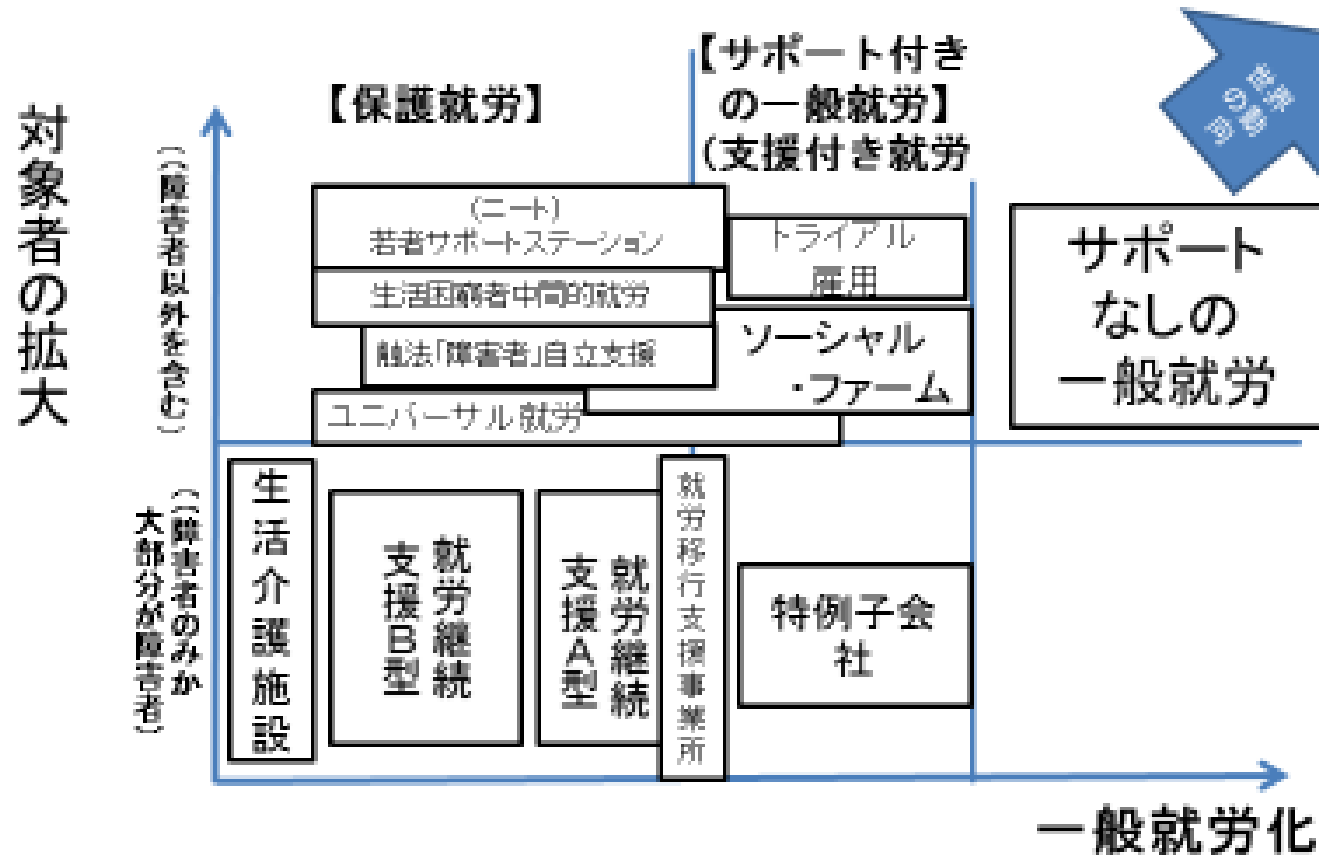 対象者の拡大
(（障害者以外を含む）
(（障害者のみか
大部分が障害者）
【保護就労】
【サポート付き
の一般就労】
(支援付き就労
(ニート)
若者サポートステーション
生活困窮者中間的就労
触法「障害者」自立支援
ユニバーサル就労
トライアル
雇用
ソーシャル
・ファーム
サポート
なしの
一般就労
生活介護施設
就労継続
支援B型
就労継続
支援A型
就労移行支援事業所
特例子会
社
一般就労化